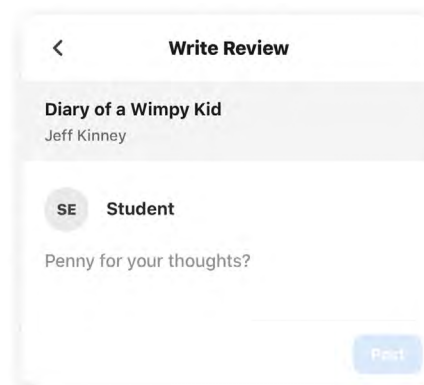 Write Review
Diary of a Wimpy Kid
Jeff Kinney
SE Student
Penny for your thoughts?
Post